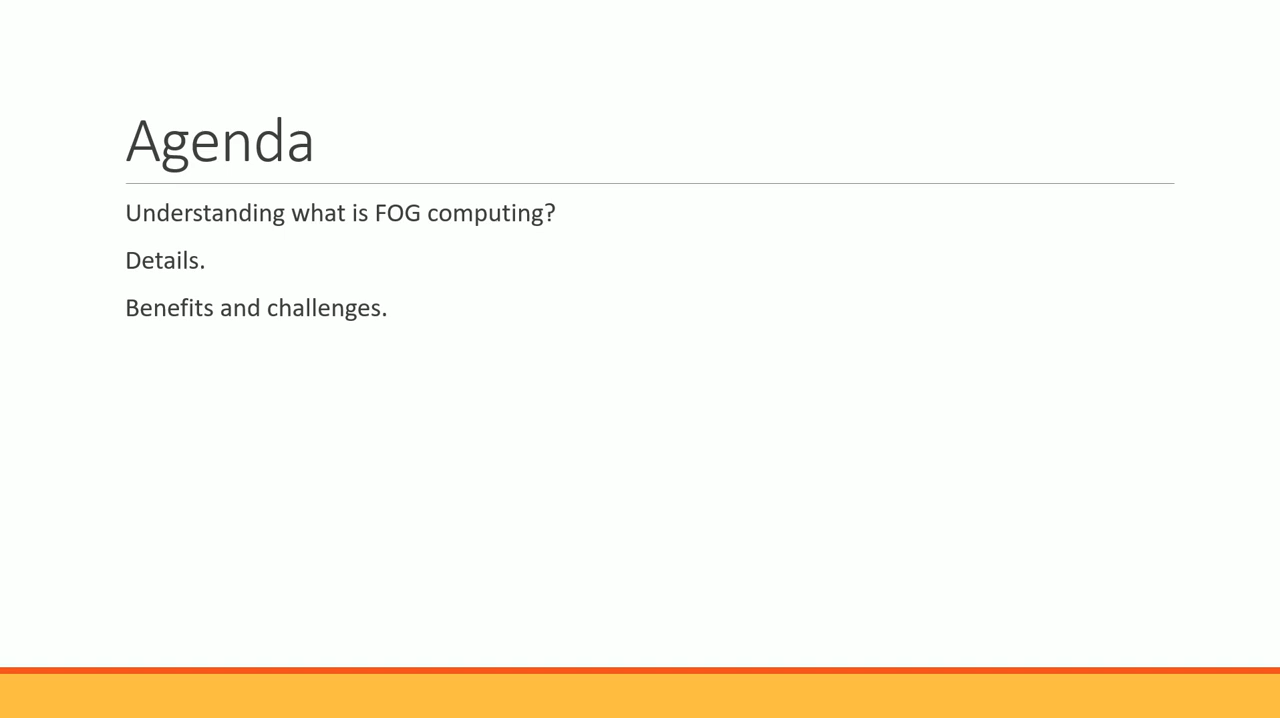 Agenda
Understanding what is FOG computing?
Details.
Benefits and challenges.